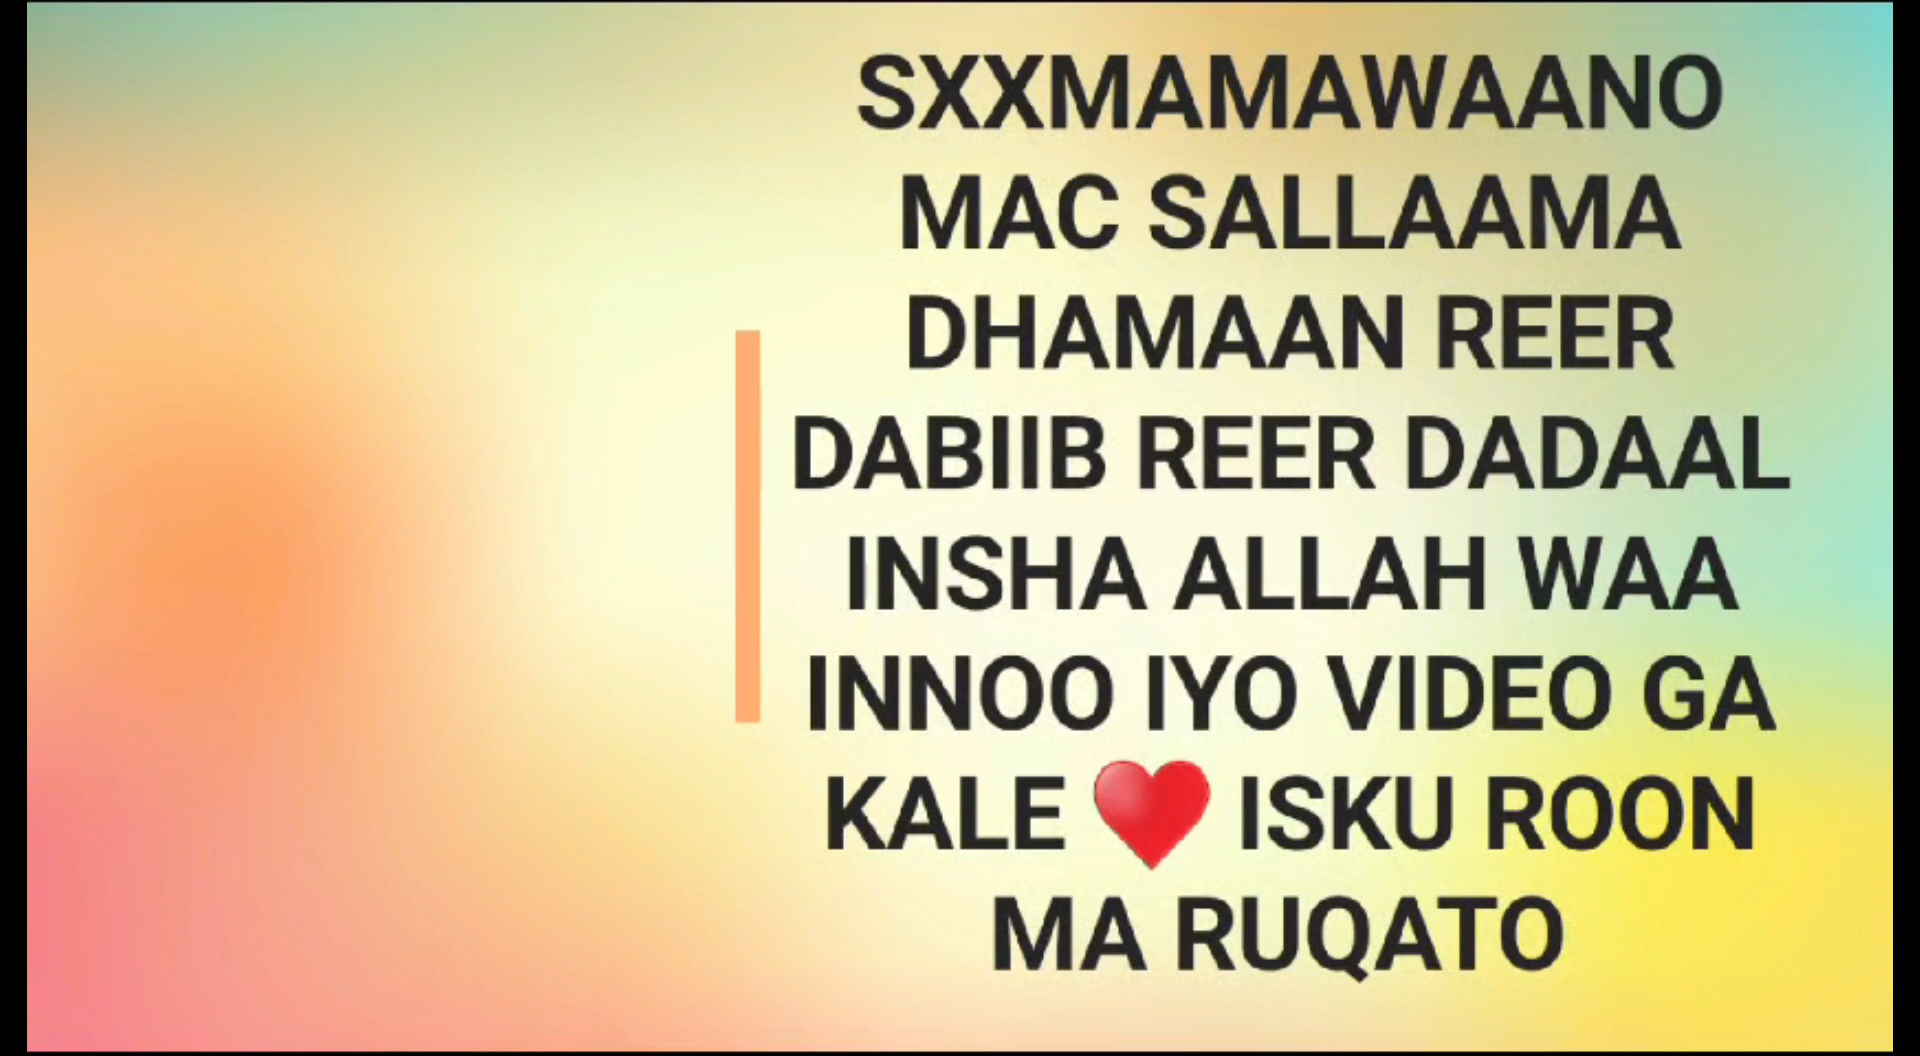 SXXMAMAWAANO
MAC SALLAAMA
DHAMAAN REER
DABIIB REER DADAAL
INSHA ALLAH WAA
INNOO IYO VIDEO GA
KALE ❤️ ISKU ROON
MA RUQATO